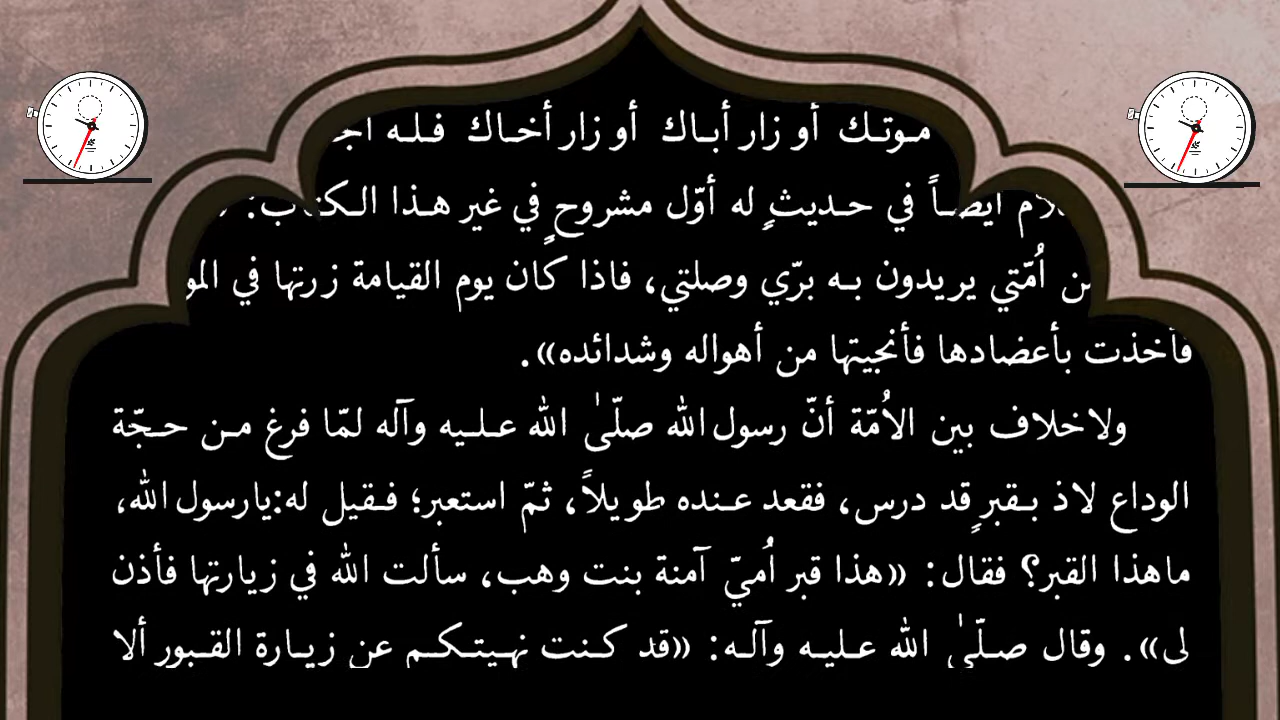 موتك أو زار أباك أو زار أخاك فله
أيضاً في حديثٍ له أوّل مشروحٍ في غير هذا الكتاب:
اُمّتي يريدون به برّي وصلتي، فاذا كان يوم القيامة زرتها في
فأخذت بأعضادها فأنجيتها من أهواله وشدائده».
ولاخلاف بين الاُمّة أنّ رسول الله صلّىٰ الله عليه وآله لمّا فرغ من حجّة
الوداع لاذ بقبرٍ قد درس، فقعد عنده طويلاً، ثمّ استعبر؛ فقيل له:يارسول الله،
ماهذا القبر؟ فقال: «هذا قبر اُميّ آمنة بنت وهب، سألت الله في زيارتها فأذن
لي». وقال صلّىٰ الله عليه وآله: «قد كنت نهيتكم عن زيارة القبور ألا